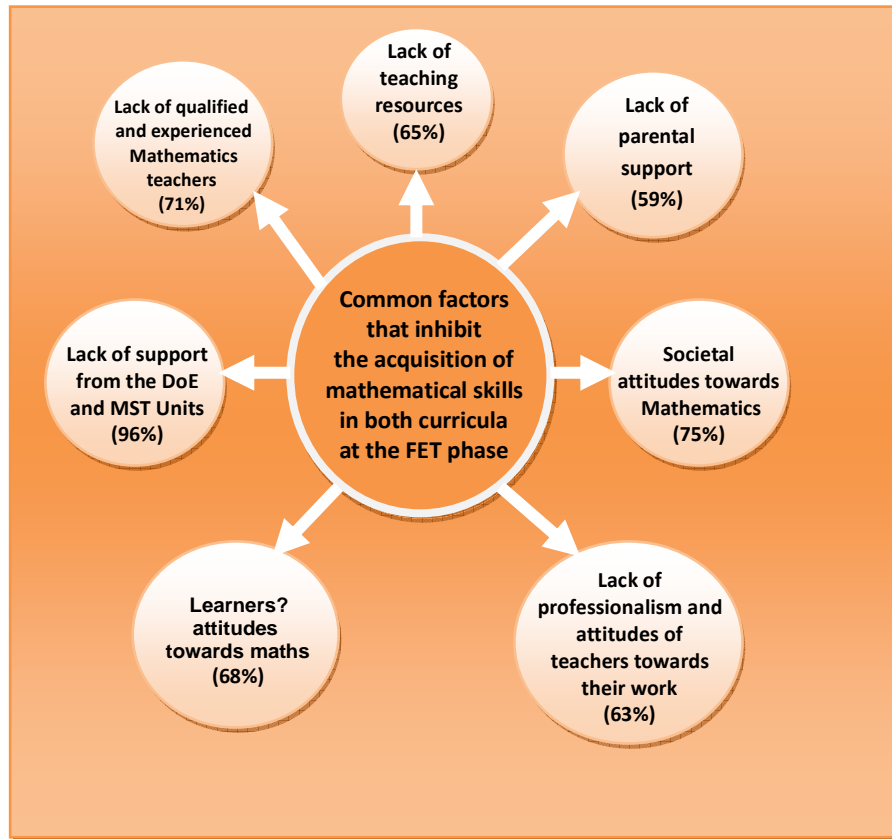 Lack of
teaching
resources
(65%)
Lack of qualified
and experienced
Mathematics
teachers
(71%)
Lack of
parental
support
(59%)
Common factors
that inhibit
the acquisition of
mathematical skills
in both curricula
at the FET phase
Lack of support
from the DoE
and MST Units
(96%)
Societal
attitudes towards
Mathematics
(75%)
Learners?
attitudes
towards maths
(68%)
Lack of
professionalism and
attitudes of
teachers towards
their work
(63%)